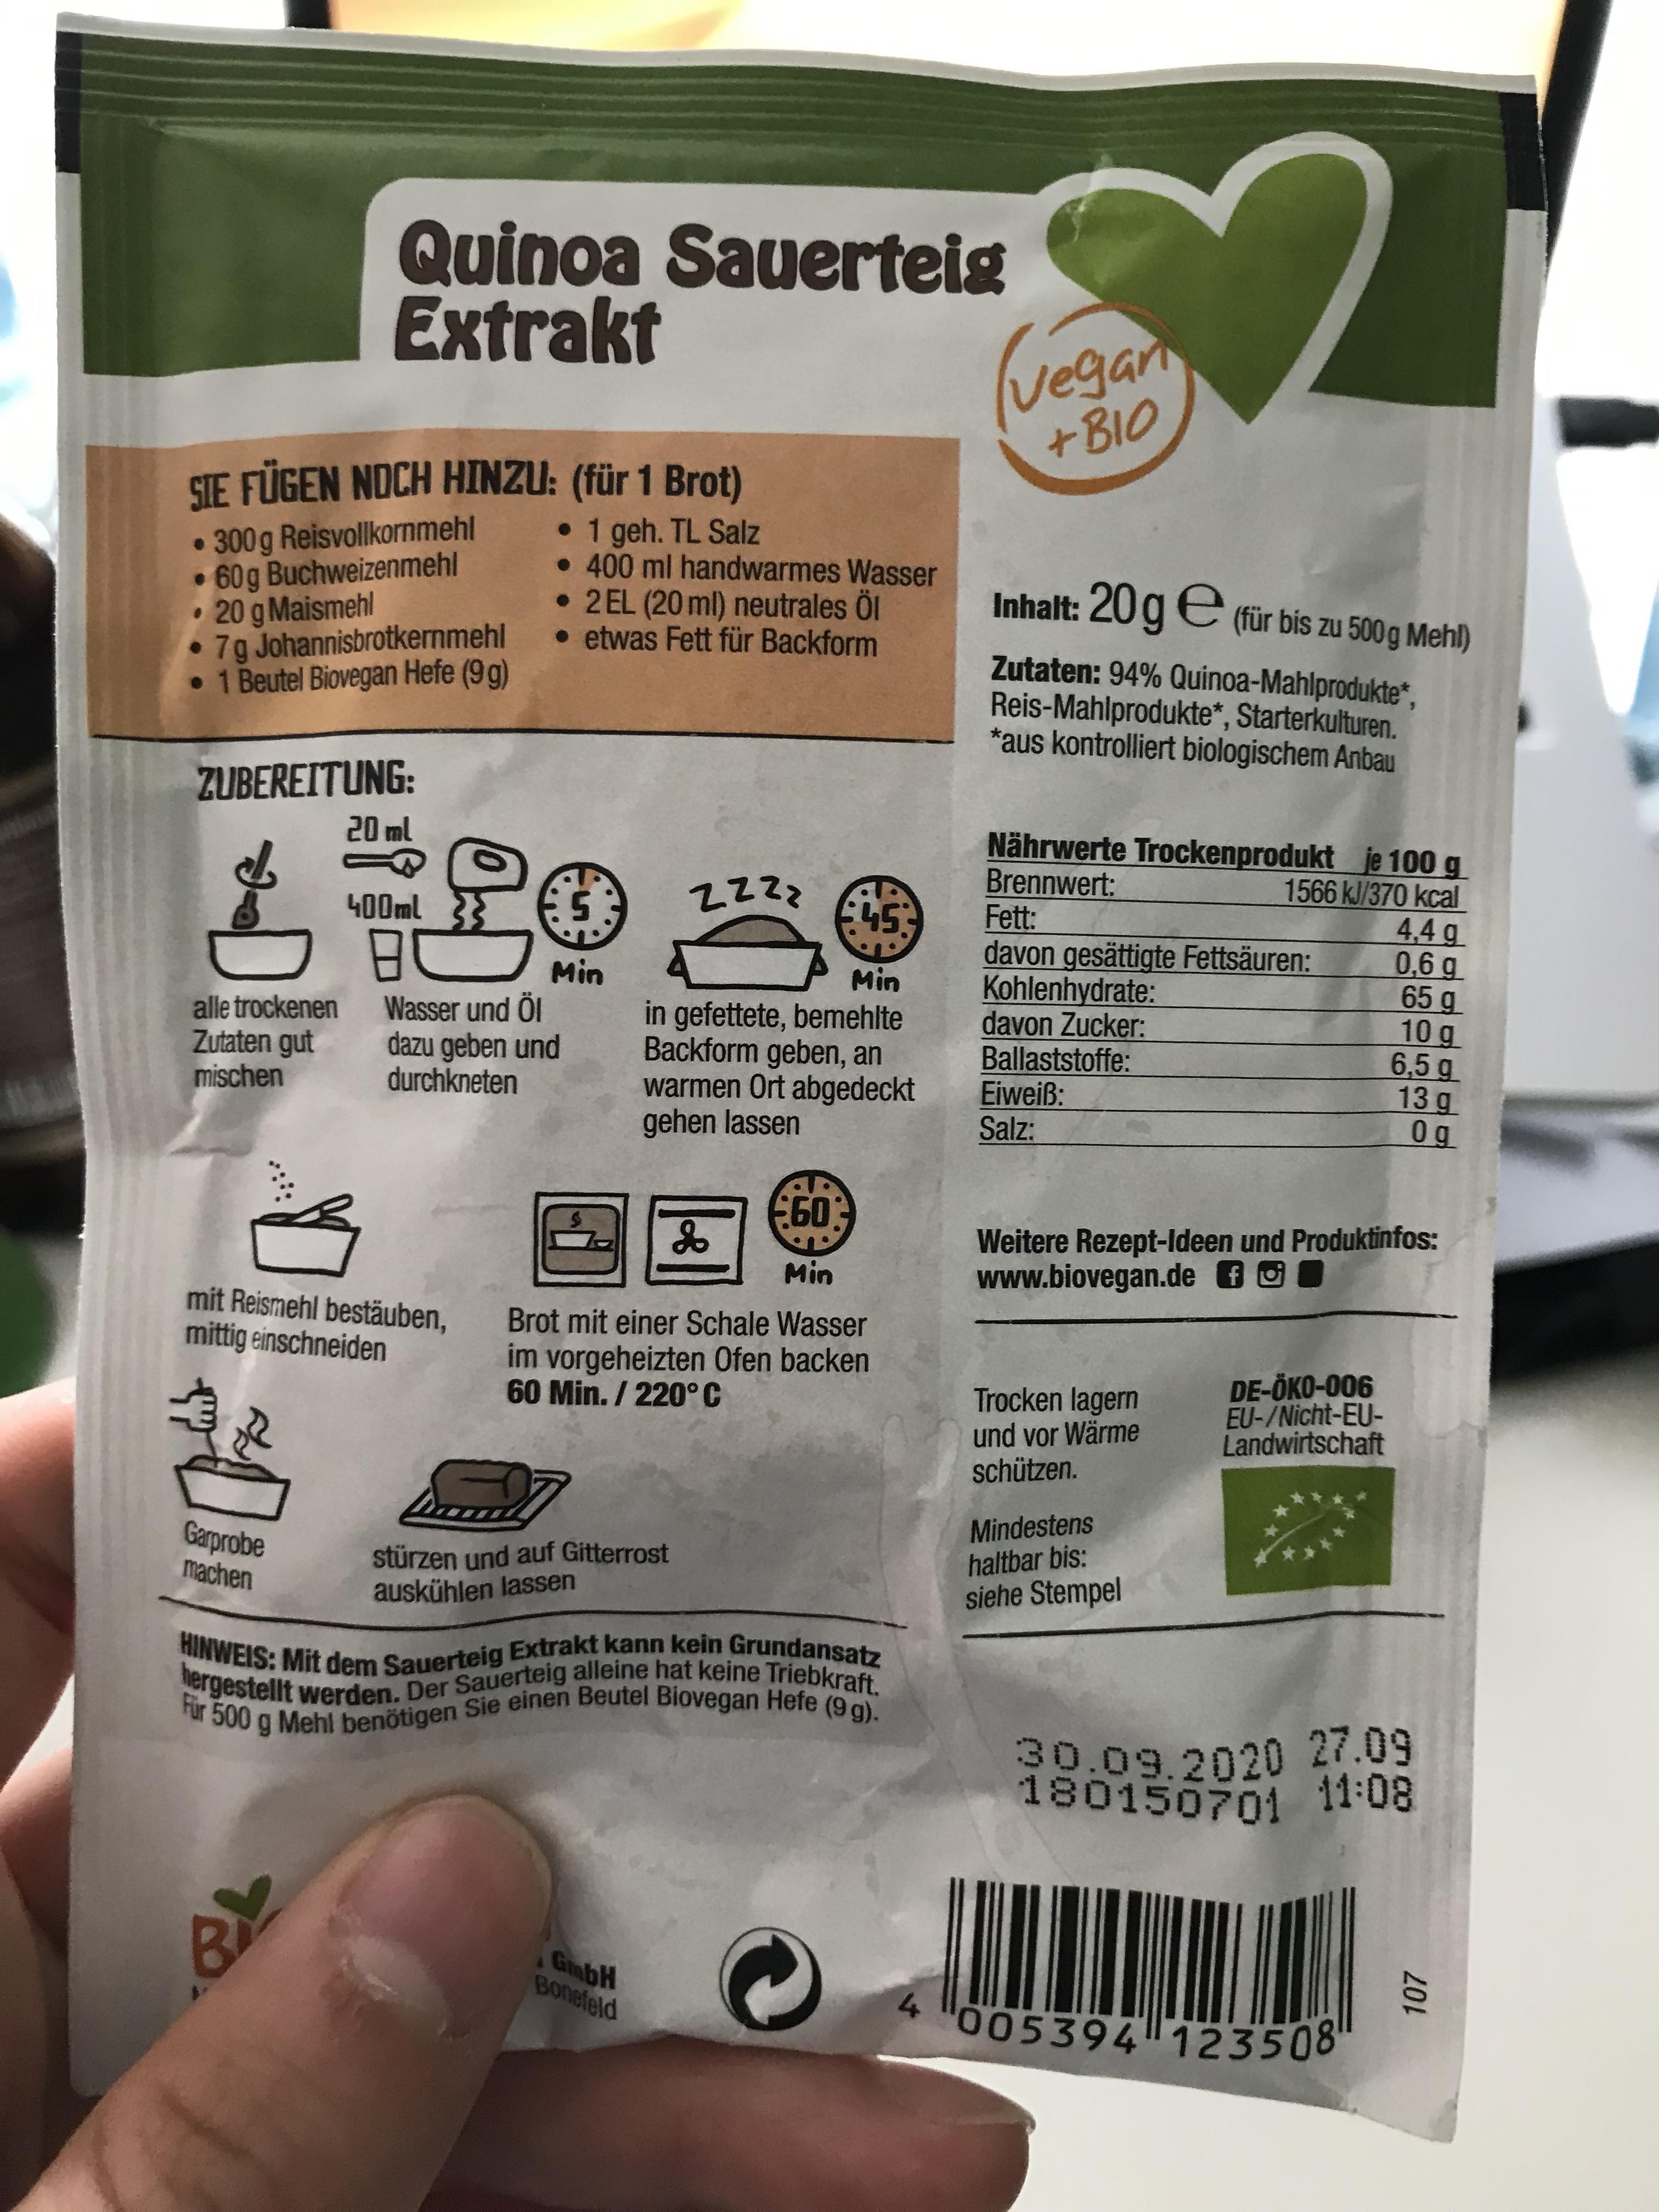 Quinoa Sauerteig
Extrakt
vegan
+BIO
SIE FÜGEN NOCH HINZU: (für 1 Brot)
• 300 g Reisvollkornmehl
• 60 g Buchweizenmehl
• 20 g Maismehl
• 7 g Johannisbrotkernmehl
• 1 Beutel Biovegan Hefe (9 g)
• 1 geh. TL Salz
• 400 ml handwarmes Wasser
• 2 EL (20 ml) neutrales Öl
• etwas Fett für Backform
ZUBEREITUNG:
20 ml
400ml
5
Min
zzzz
45
Min
alle trockenen
Zutaten gut
mischen
Wasser und Öl
dazu geben und
durchkneten
in gefettete, bemehlte
Backform geben, an
warmen Ort abgedeckt
gehen lassen
60
Min
mit Reismehl bestäuben,
mittig einschneiden
Brot mit einer Schale Wasser
im vorgeheizten Ofen backen
60 Min. / 220° C
Garprobe
machen
stürzen und auf Gitterrost
auskühlen lassen
HINWEIS: Mit dem Sauerteig Extrakt kann kein Grundansatz
hergestellt werden. Der Sauerteig alleine hat keine Triebkraft.
Für 500 g Mehl benötigen Sie einen Beutel Biovegan Hefe (9 g).
Inhalt: 20 g ℮ (für bis zu 500 g Mehl)
Zutaten: 94% Quinoa-Mahlprodukte*,
Reis-Mahlprodukte*, Starterkulturen.
*aus kontrolliert biologischem Anbau
Nährwerte Trockenprodukt je 100 g
Brennwert: 1566 kJ/370 kcal
Fett: 4,4 g
davon gesättigte Fettsäuren: 0,6 g
Kohlenhydrate: 65 g
davon Zucker: 10 g
Ballaststoffe: 6,5 g
Eiweiß: 13 g
Salz: 0 g
Weitere Rezept-Ideen und Produktinfos:
www.biovegan.de
Trocken lagern
und vor Wärme
schützen.
Mindestens
haltbar bis:
siehe Stempel
DE-ÖKO-006
EU-/Nicht-EU-
Landwirtschaft
30.09.2020 27.09
180150701 11:08
GmbH
Bonefeld
107
4 005394 123508